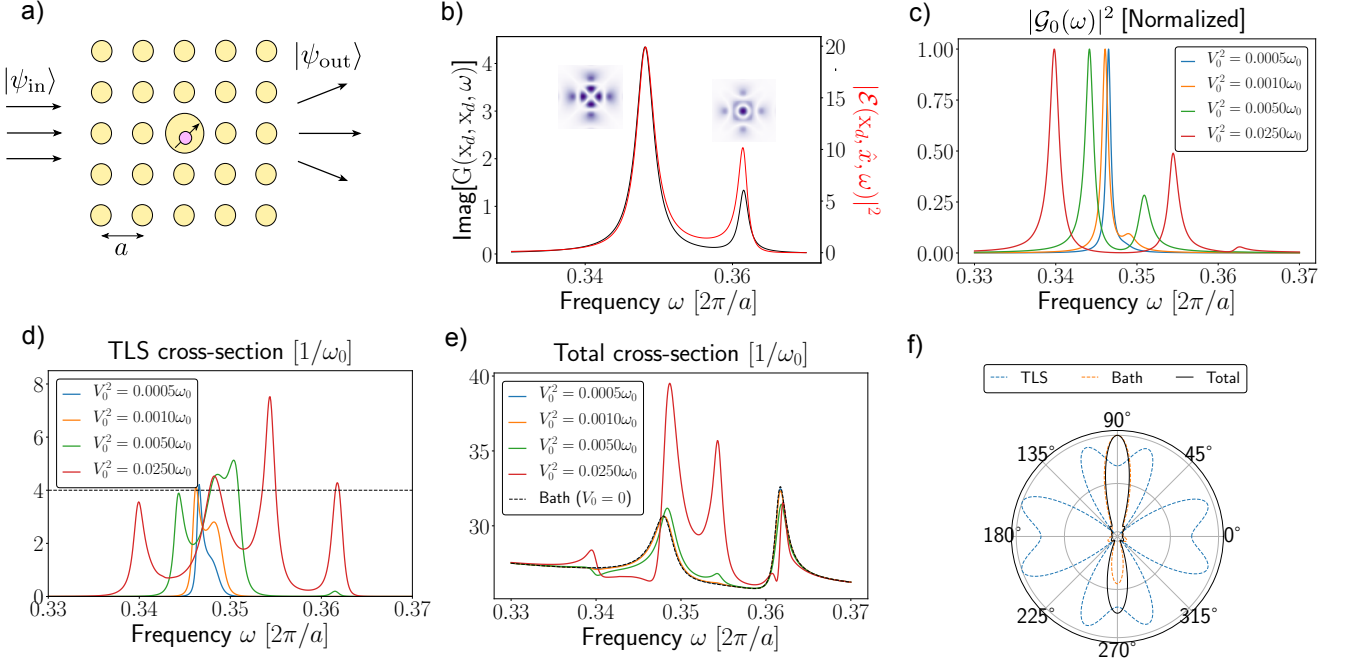 a)
|ψ_in⟩
|ψ_out⟩
a
b)
Imag[G(x_d, x_d, ω)]
4
3
2
1
0
20
15
10
5
0
|𝓔(x_d, x̂, ω)|²
0.34
0.36
Frequency ω [2π/a]
c)
|𝒢₀(ω)|² [Normalized]
1.00
0.75
0.50
0.25
0.00
V₀² = 0.0005ω₀
V₀² = 0.0010ω₀
V₀² = 0.0050ω₀
V₀² = 0.0250ω₀
0.33
0.34
0.35
0.36
0.37
Frequency ω [2π/a]
d)
TLS cross-section [1/ω₀]
8
6
4
2
0
V₀² = 0.0005ω₀
V₀² = 0.0010ω₀
V₀² = 0.0050ω₀
V₀² = 0.0250ω₀
0.33
0.34
0.35
0.36
0.37
Frequency ω [2π/a]
e)
Total cross-section [1/ω₀]
40
35
30
V₀² = 0.0005ω₀
V₀² = 0.0010ω₀
V₀² = 0.0050ω₀
V₀² = 0.0250ω₀
Bath (V₀ = 0)
0.33
0.34
0.35
0.36
0.37
Frequency ω [2π/a]
f)
TLS
Bath
Total
90°
135°
45°
180°
0°
225°
315°
270°